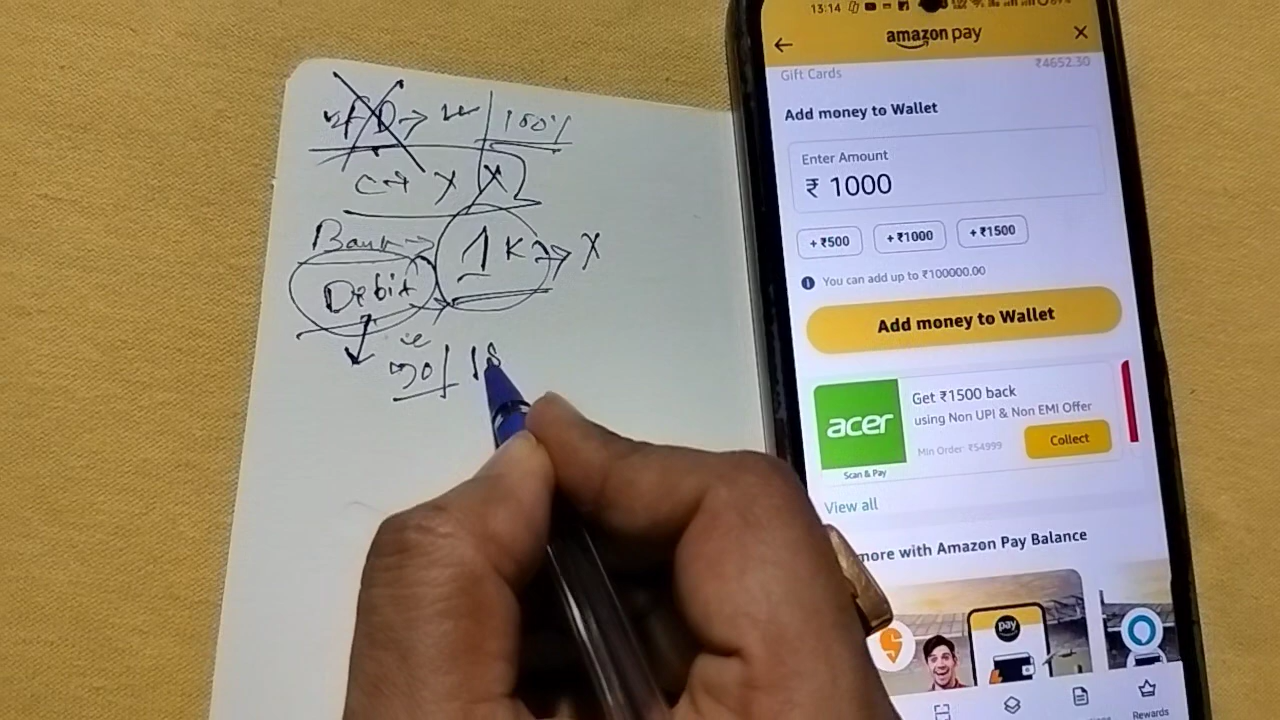 100%
Bank → 1K → X
Debit
13:14
amazon pay
Gift Cards ₹4652.30
Add money to Wallet
Enter Amount
₹ 1000
+ ₹500 + ₹1000 + ₹1500
You can add up to ₹100000.00
Add money to Wallet
acer
Scan & Pay
Get ₹1500 back
using Non UPI & Non EMI Offer
Min Order: ₹54999
Collect
View all
more with Amazon Pay Balance
pay
Rewards